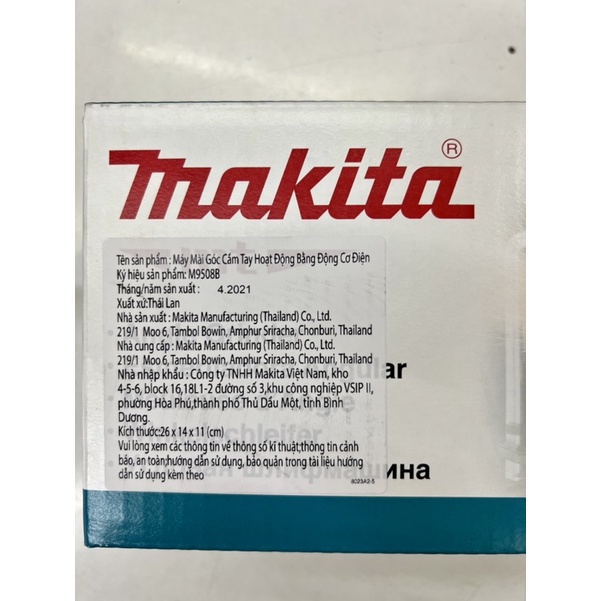 makita®
Tên sản phẩm : Máy Mài Góc Cầm Tay Hoạt Động Bằng Động Cơ Điện
Ký hiệu sản phẩm: M9508B
Tháng/năm sản xuất : 4.2021
Xuất xứ:Thái Lan
Nhà sản xuất : Makita Manufacturing (Thailand) Co., Ltd.
219/1 Moo 6, Tambol Bowin, Amphur Sriracha, Chonburi, Thailand
Nhà cung cấp : Makita Manufacturing (Thailand) Co., Ltd.
219/1 Moo 6, Tambol Bowin, Amphur Sriracha, Chonburi, Thailand
Nhà nhập khẩu : Công ty TNHH Makita Việt Nam, kho
4-5-6, block 16,18L1-2 đường số 3,khu công nghiệp VSIP II,
phường Hòa Phú,thành phố Thủ Dầu Một, tỉnh Bình
Dương.
Kích thước:26 x 14 x 11 (cm)
Vui lòng xem các thông tin về thông số kĩ thuật,thông tin cảnh
báo, an toàn,hướng dẫn sử dụng, bảo quản trong tài liệu hướng
dẫn sử dụng kèm theo
8023A2-5